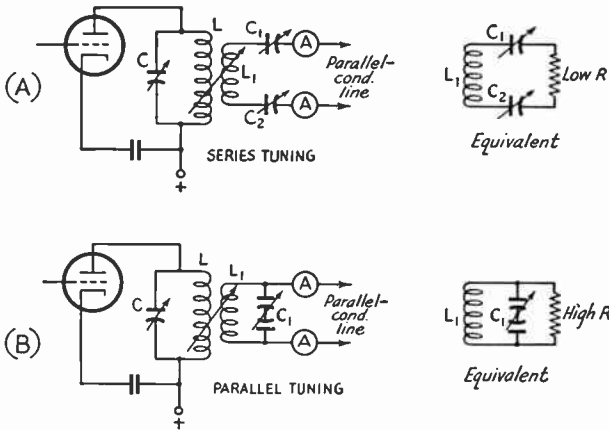 (A)
C
L
L1
C1
C2
A
A
Parallel-
cond.
line
+
SERIES TUNING
L1
C1
C2
Low R
Equivalent
(B)
C
L
L1
C1
A
A
Parallel-
cond.
line
+
PARALLEL TUNING
L1
C1
High R
Equivalent